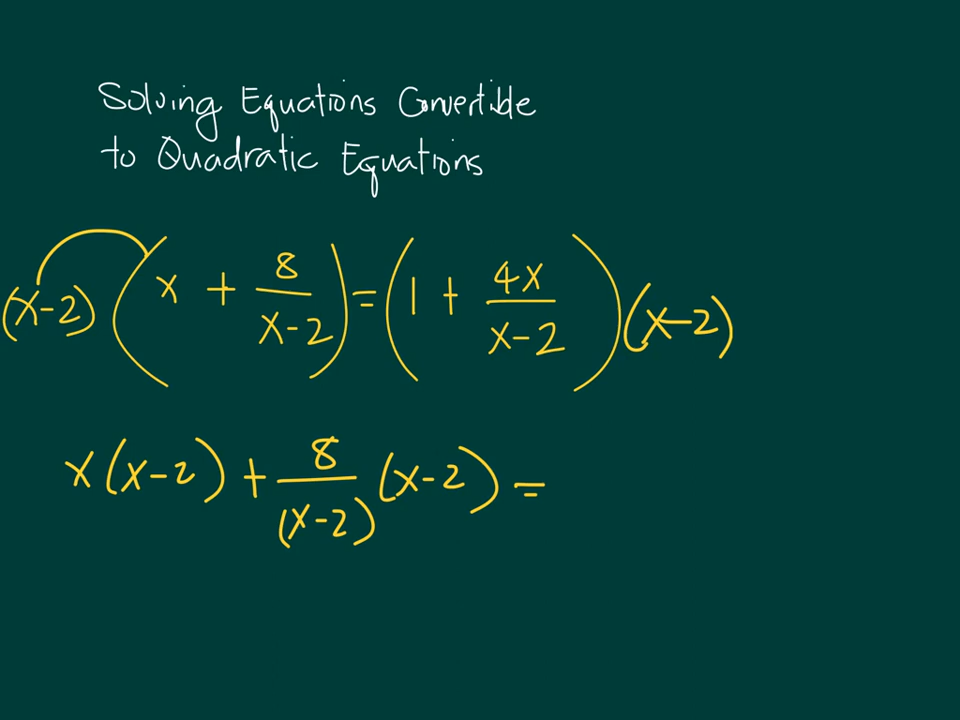 Solving Equations Convertible
to Quadratic Equations
(x-2) (x + 8/(x-2)) = (1 + 4x/(x-2)) (x-2)
x(x-2) + 8/(x-2) (x-2) =